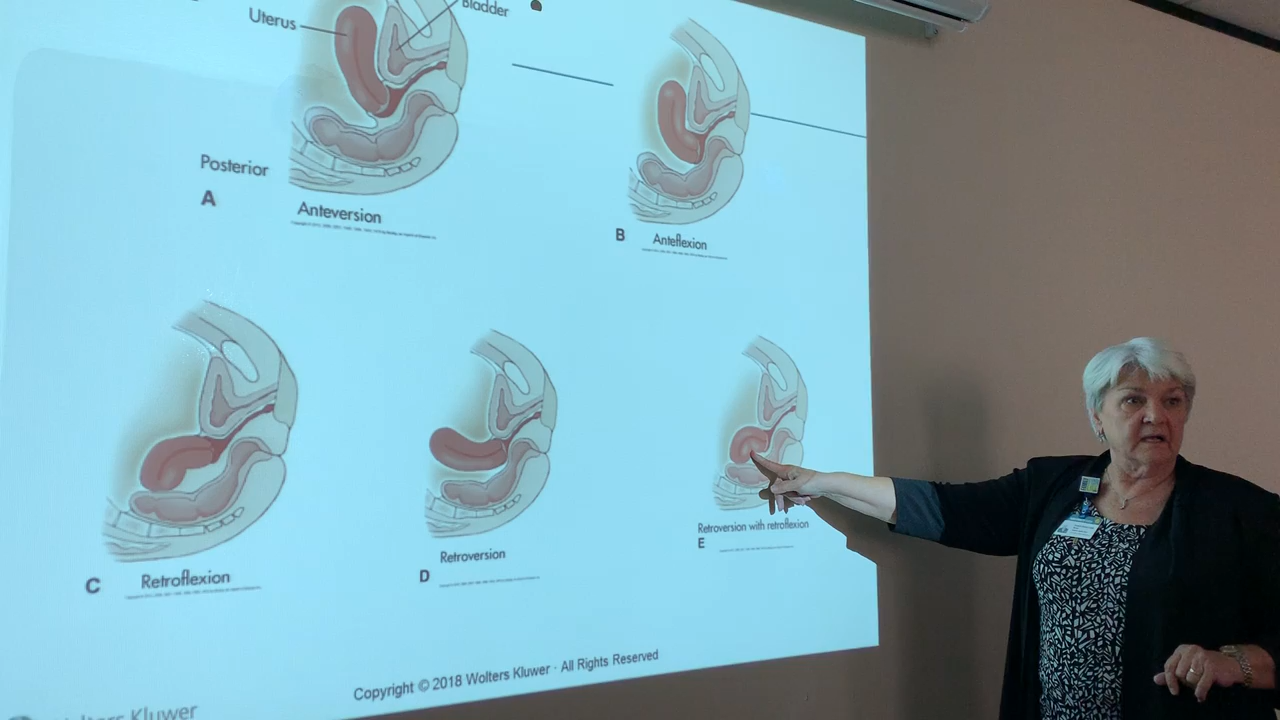 Uterus
Bladder
Posterior
A
Anteversion
B
Anteflexion
C
Retroflexion
D
Retroversion
Retroversion with retroflexion
E
Copyright © 2018 Wolters Kluwer · All Rights Reserved
Wolters Kluwer